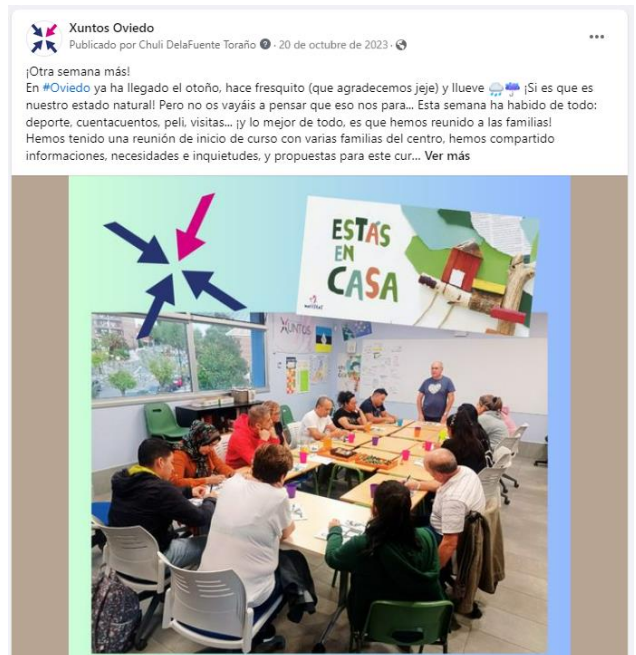 Xuntos Oviedo
Publicado por Chuli DelaFuente Toraño · 20 de octubre de 2023 ·
¡Otra semana más!
En #Oviedo ya ha llegado el otoño, hace fresquito (que agradecemos jeje) y llueve 🌧️☔ ¡Si es que es
nuestro estado natural! Pero no os vayáis a pensar que eso nos para... Esta semana ha habido de todo:
deporte, cuentacuentos, peli, visitas... ¡y lo mejor de todo, es que hemos reunido a las familias!
Hemos tenido una reunión de inicio de curso con varias familias del centro, hemos compartido
informaciones, necesidades e inquietudes, y propuestas para este cur... Ver más
ESTÁS
EN
CASA
XUNTOS